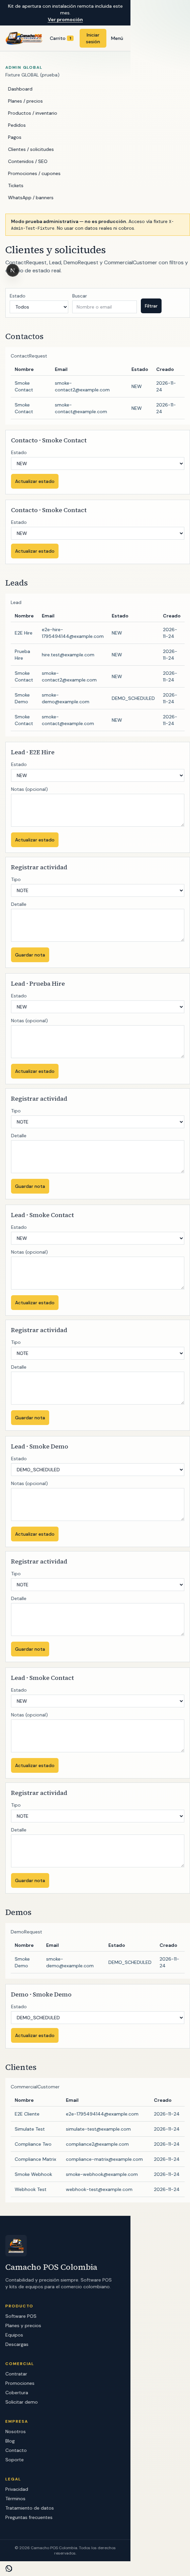 Kit de apertura con instalación remota incluida este
mes.
Ver promoción
Carrito
Iniciar
sesión
Menú
ADMIN GLOBAL
Fixture GLOBAL (prueba)
Dashboard
Planes / precios
Productos / inventario
Pedidos
Pagos
Clientes / solicitudes
Contenidos / SEO
Promociones / cupones
Tickets
WhatsApp / banners
Modo prueba administrativa — no es producción.
Clientes y solicitudes
ContactRequest, Lead, DemoRequest y CommercialCustomer con filtros y
de estado real.
Estado
Todos
Buscar
Nombre o email
Filtrar
Contactos
ContactRequest
Nombre Email Estado Creado
Smoke
Contact
smoke-
contact2@example.com
NEW
2026-11-
24
Smoke
Contact
smoke-
contact@example.com
NEW
2026-11-
24
Contacto · Smoke Contact
Estado
NEW
Actualizar estado
Contacto · Smoke Contact
Estado
NEW
Actualizar estado
Leads
Lead
Nombre Email Estado Creado
E2E Hire
e2e-hire-
1795494144@example.com
NEW
2026-
11-24
Prueba
Hire
hire.test@example.com
NEW
2026-
11-24
Smoke
Contact
smoke-
contact2@example.com
NEW
2026-
11-24
Smoke
Demo
smoke-
demo@example.com
DEMO_SCHEDULED
2026-
11-24
Smoke
Contact
smoke-
contact@example.com
NEW
2026-
11-24
Lead · E2E Hire
Estado
NEW
Notas (opcional)
Actualizar estado
Registrar actividad
Tipo
NOTE
Detalle
Guardar nota
Lead · Prueba Hire
Estado
NEW
Notas (opcional)
Actualizar estado
Registrar actividad
Tipo
NOTE
Detalle
Guardar nota
Lead · Smoke Contact
Estado
NEW
Notas (opcional)
Actualizar estado
Registrar actividad
Tipo
NOTE
Detalle
Guardar nota
Lead · Smoke Demo
Estado
DEMO_SCHEDULED
Notas (opcional)
Actualizar estado
Registrar actividad
Tipo
NOTE
Detalle
Guardar nota
Lead · Smoke Contact
Estado
NEW
Notas (opcional)
Actualizar estado
Registrar actividad
Tipo
NOTE
Detalle
Guardar nota
Demos
DemoRequest
Nombre Email Estado Creado
Smoke
Demo
smoke-
demo@example.com
DEMO_SCHEDULED
2026-11-
24
Demo · Smoke Demo
Estado
DEMO_SCHEDULED
Actualizar estado
Clientes
CommercialCustomer
Nombre Email Creado
E2E Cliente e2e-1795494144@example.com 2026-11-24
Simulate Test simulate-test@example.com 2026-11-24
Compliance Two compliance2@example.com 2026-11-24
Compliance Matrix compliance-matrix@example.com 2026-11-24
Smoke Webhook smoke-webhook@example.com 2026-11-24
Webhook Test webhook-test@example.com 2026-11-24
Camacho POS Colombia
Contabilidad y precisión siempre. Software POS
y kits de equipos para el comercio colombiano.
PRODUCTO
Software POS
Planes y precios
Equipos
Descargas
COMERCIAL
Contratar
Promociones
Cobertura
Solicitar demo
EMPRESA
Nosotros
Blog
Contacto
Soporte
LEGAL
Privacidad
Términos
Tratamiento de datos
Preguntas frecuentes
© 2026 Camacho POS Colombia. Todos los derechos
reservados.